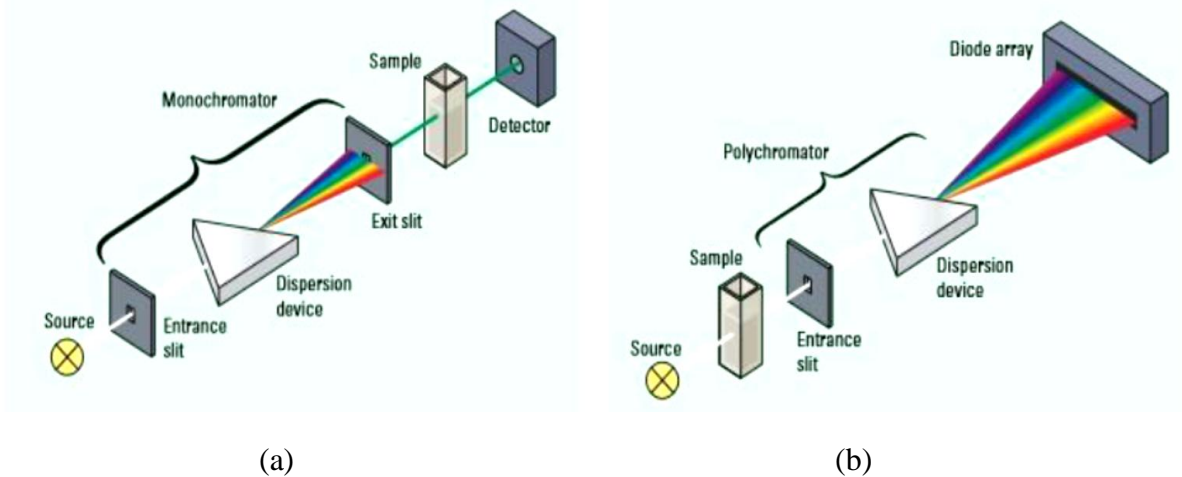 Monochromator
Sample
Detector
Exit slit
Dispersion
device
Source
Entrance
slit
(a)
Diode array
Polychromator
Sample
Dispersion
device
Source
Entrance
slit
(b)